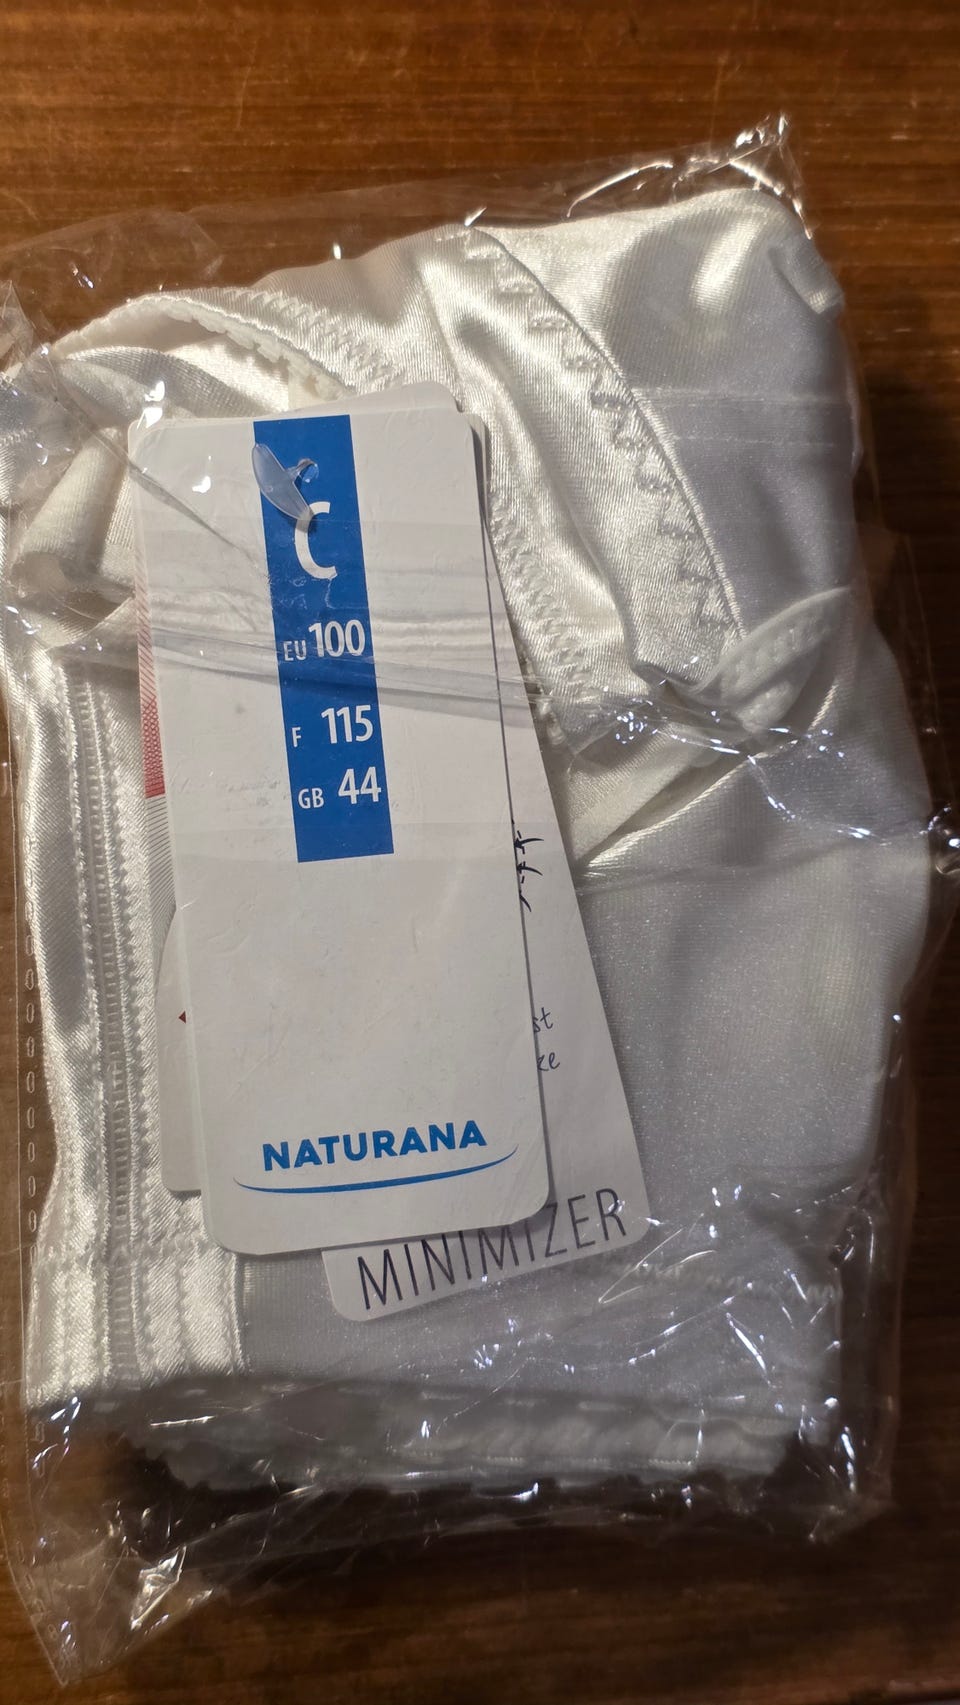 C
EU 100
F 115
GB 44
NATURANA
MINIMIZER